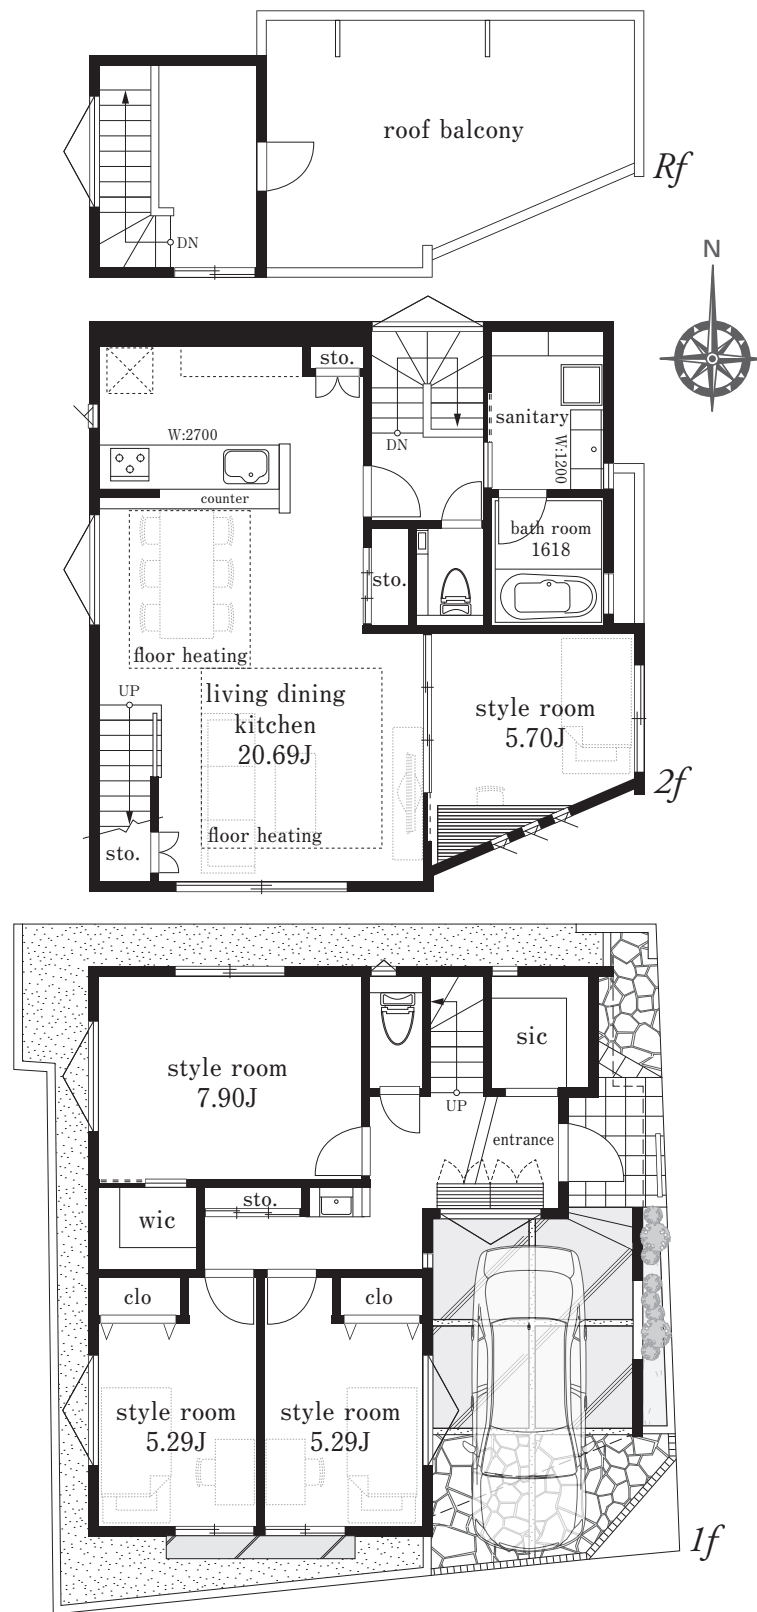 roof balcony
Rf
DN
N
sto.
sanitary
W:2700
DN
W:1200
counter
bath room
1618
sto.
floor heating
UP
living dining
kitchen
20.69J
style room
5.70J
2f
floor heating
sto.
sic
style room
7.90J
UP
entrance
sto.
wic
clo
clo
style room
5.29J
style room
5.29J
1f